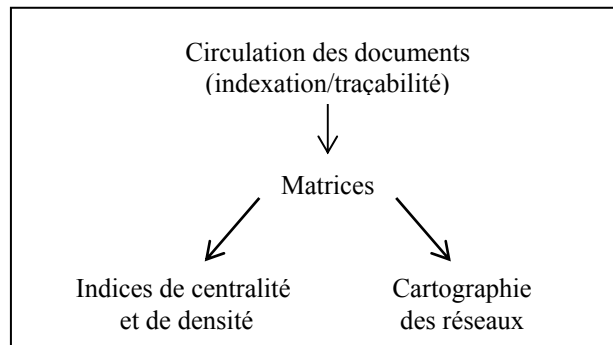 Circulation des documents
(indexation/traçabilité)
Matrices
Indices de centralité
et de densité
Cartographie
des réseaux